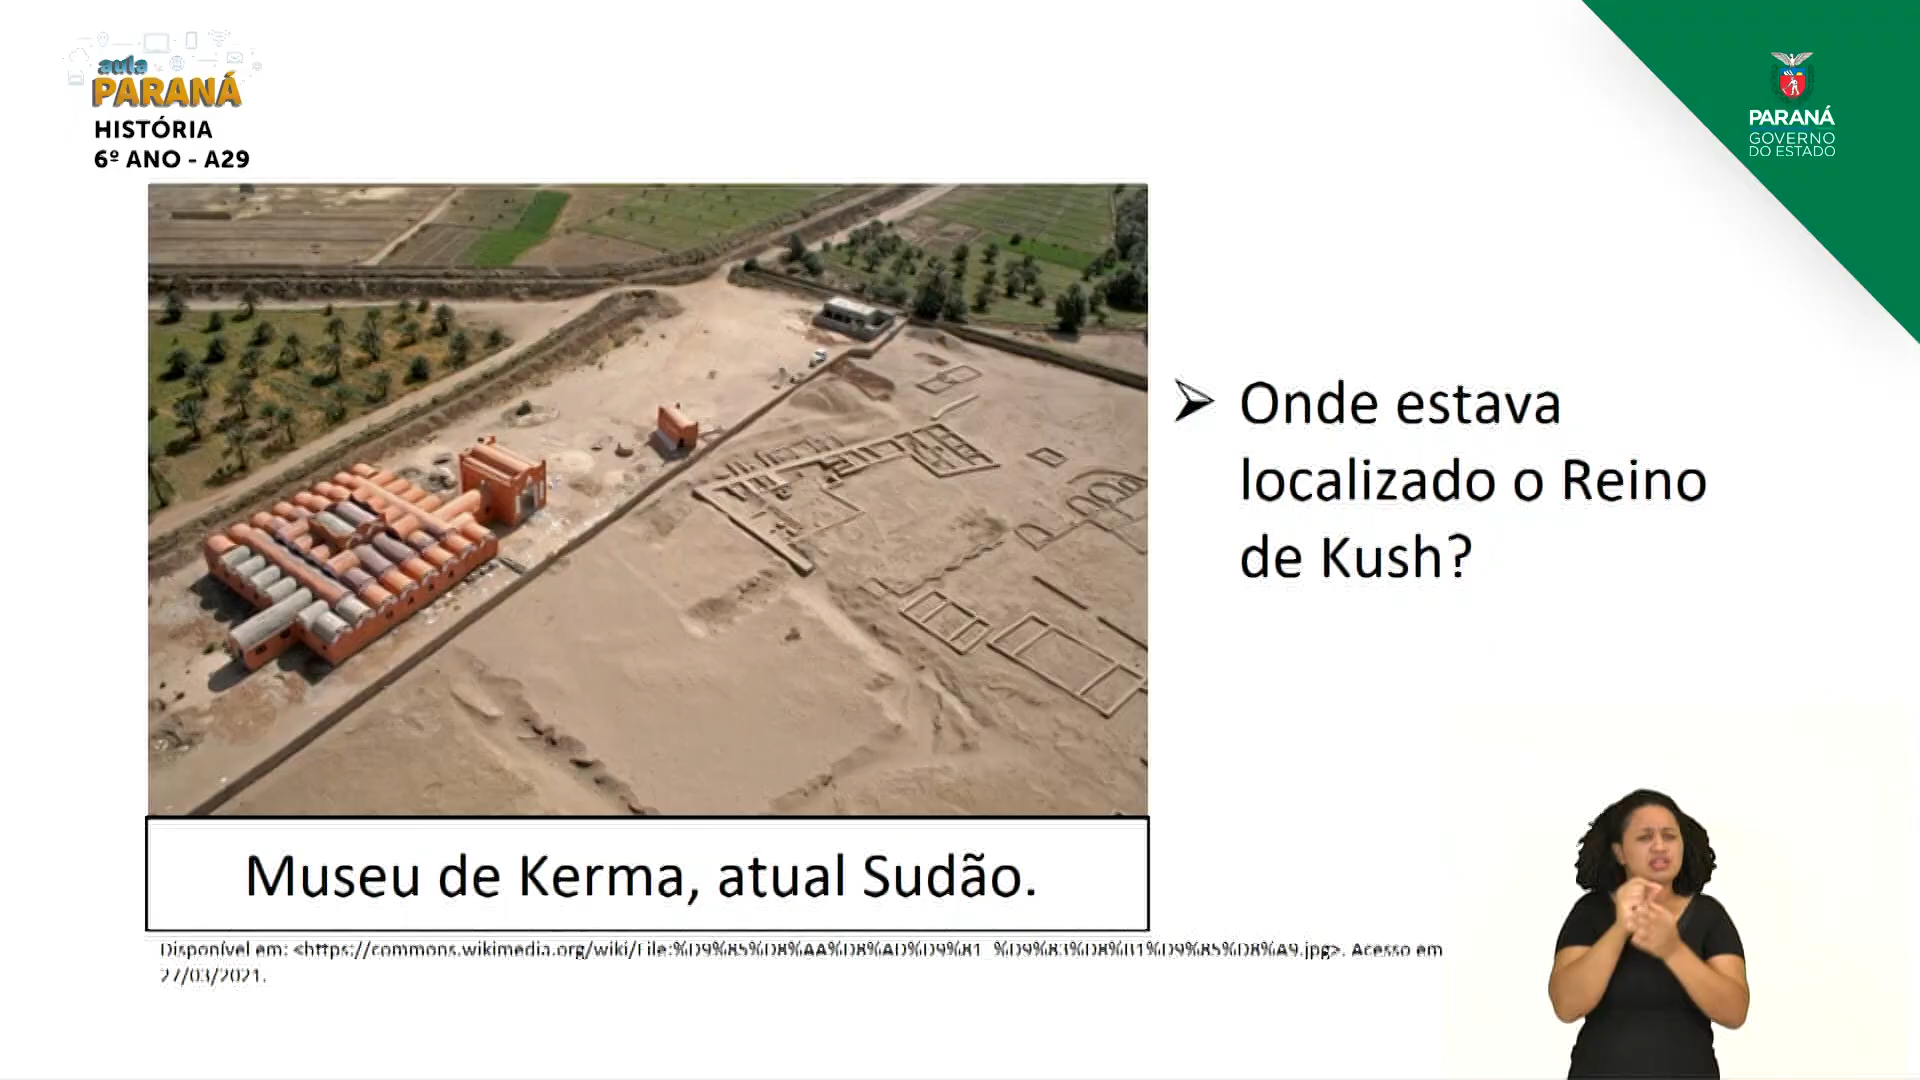 aula
PARANÁ
HISTÓRIA
6º ANO - A29
PARANÁ
GOVERNO
DO ESTADO
➢ Onde estava
localizado o Reino
de Kush?
Museu de Kerma, atual Sudão.
Disponível em: <https://commons.wikimedia.org/wiki/File:%D9%85%D8%AA%D8%AD%D9%81_%D9%83%D8%B1%D9%85%D8%A9.jpg>. Acesso em
27/03/2021.